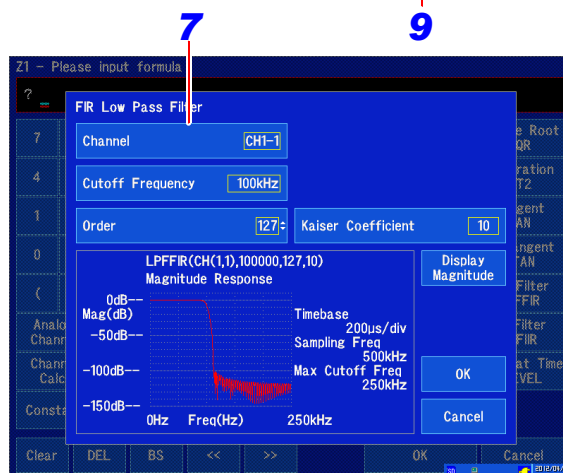 7
9
Z1 - Please input formula
?
FIR Low Pass Filter
7
Channel
CH1-1
e Root
QR
4
Cutoff Frequency
100kHz
ration
T2
1
Order
127
Kaiser Coefficient
10
gent
AN
0
LPFFIR(CH(1,1),100000,127,10)
Magnitude Response
Display
Magnitude
ngent
TAN
(
0dB--
Mag(dB)
Timebase
200µs/div
Filter
FFIR
Analo
Chann
-50dB--
Sampling Freq
500kHz
Filter
FIIR
Chann
Calc
-100dB--
Max Cutoff Freq
250kHz
OK
at Time
EVEL
Consta
-150dB--
0Hz
Freq(Hz)
250kHz
Cancel
Clear
DEL
BS
<<
>>
OK
Cancel
SD